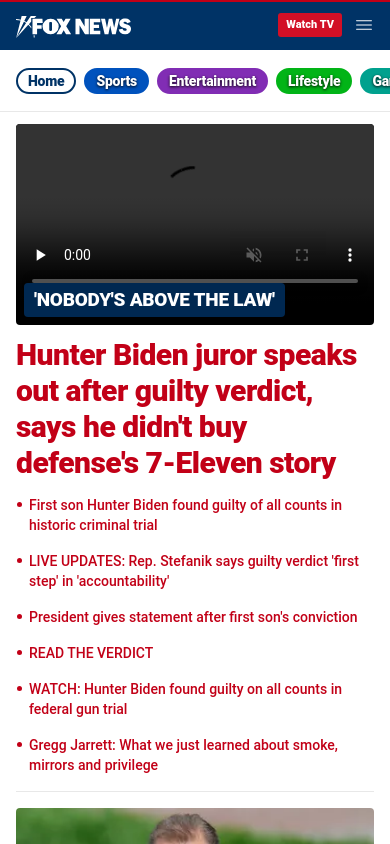 FOX NEWS
Watch TV
Home
Sports
Entertainment
Lifestyle
Ga
0:00
'NOBODY'S ABOVE THE LAW'
Hunter Biden juror speaks
out after guilty verdict,
says he didn't buy
defense's 7-Eleven story
• First son Hunter Biden found guilty of all counts in
historic criminal trial
• LIVE UPDATES: Rep. Stefanik says guilty verdict 'first
step' in 'accountability'
• President gives statement after first son's conviction
• READ THE VERDICT
• WATCH: Hunter Biden found guilty on all counts in
federal gun trial
• Gregg Jarrett: What we just learned about smoke,
mirrors and privilege